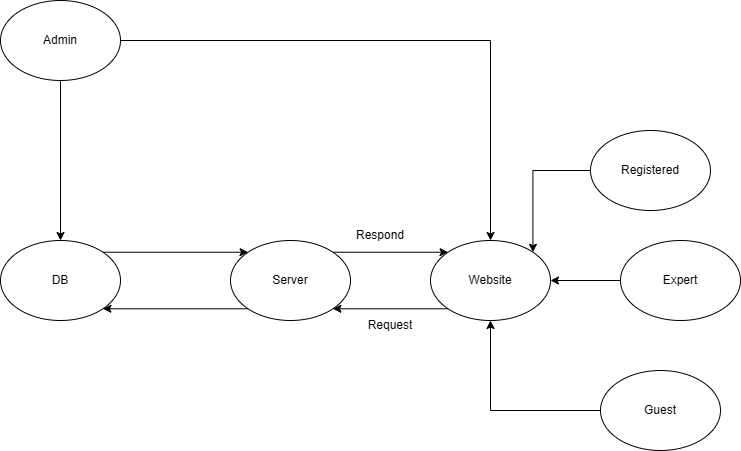 Admin
Registered
Respond
DB
Server
Website
Expert
Request
Guest